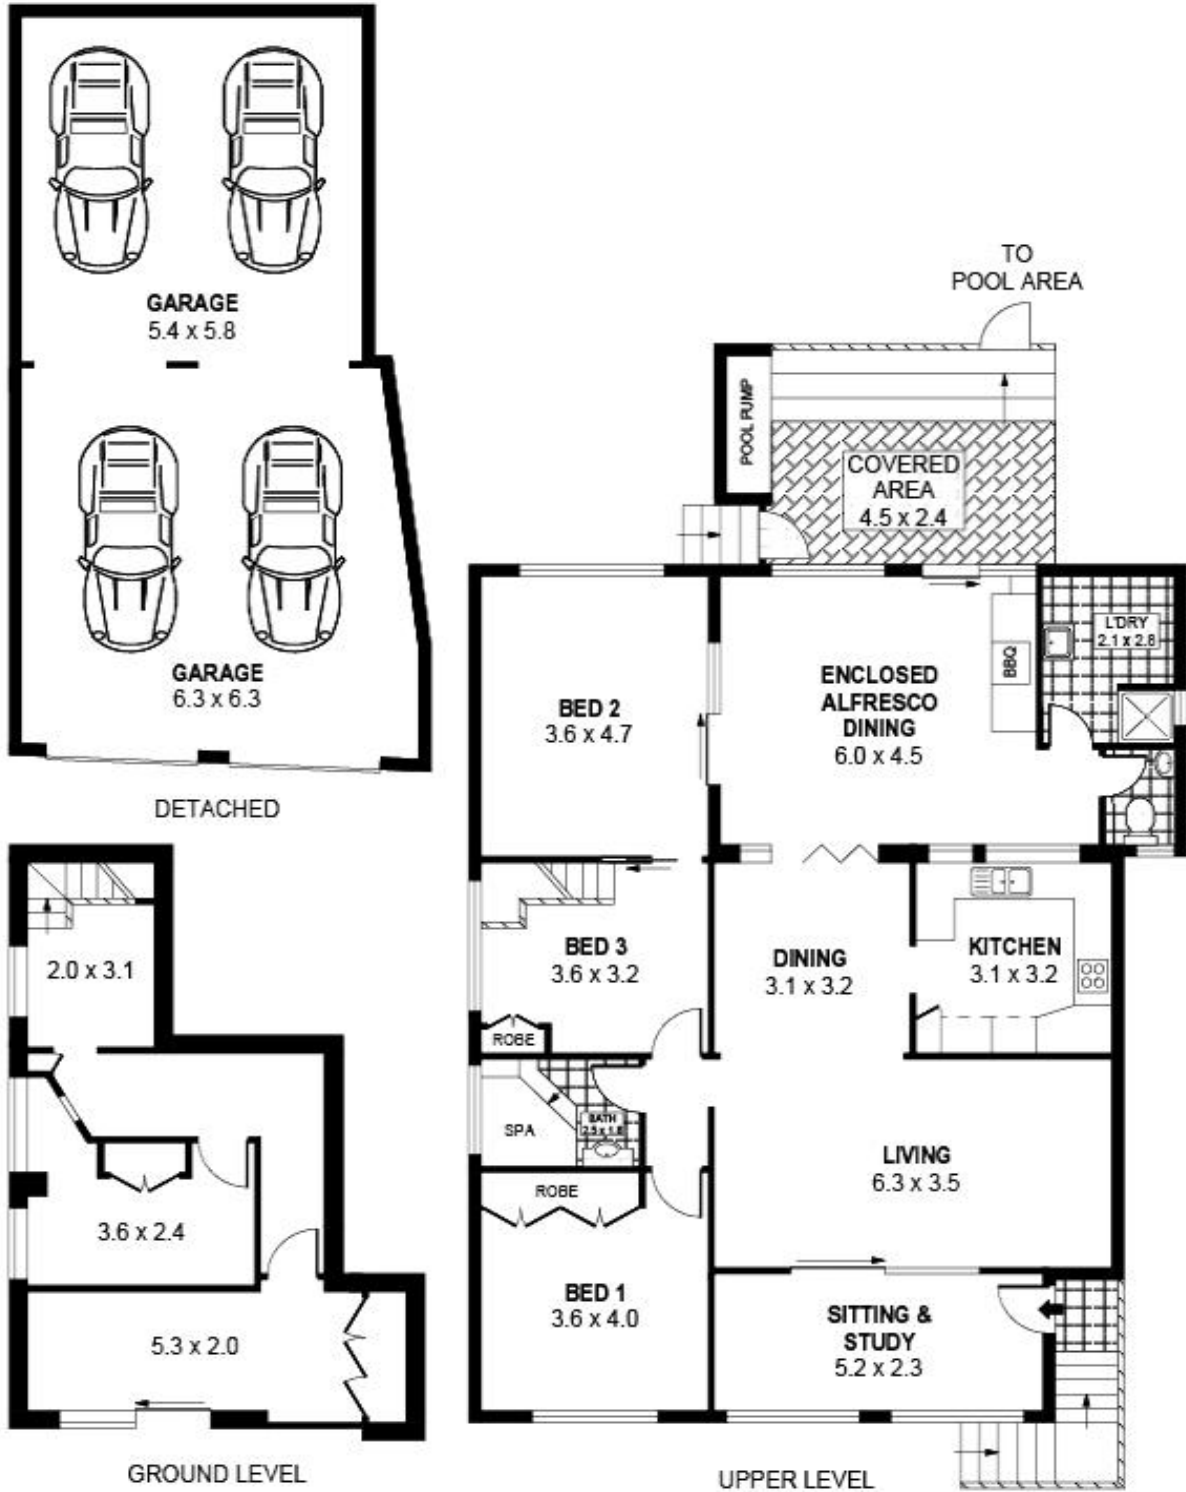 GARAGE
5.4 x 5.8
GARAGE
6.3 x 6.3
DETACHED
2.0 x 3.1
3.6 x 2.4
5.3 x 2.0
GROUND LEVEL
TO
POOL AREA
POOL PUMP
COVERED
AREA
4.5 x 2.4
BED 2
3.6 x 4.7
ENCLOSED
ALFRESCO
DINING
6.0 x 4.5
BBQ
L'DRY
2.1 x 2.8
BED 3
3.6 x 3.2
ROBE
DINING
3.1 x 3.2
KITCHEN
3.1 x 3.2
SPA
BATH
2.5 x 1.8
ROBE
LIVING
6.3 x 3.5
BED 1
3.6 x 4.0
SITTING &
STUDY
5.2 x 2.3
UPPER LEVEL